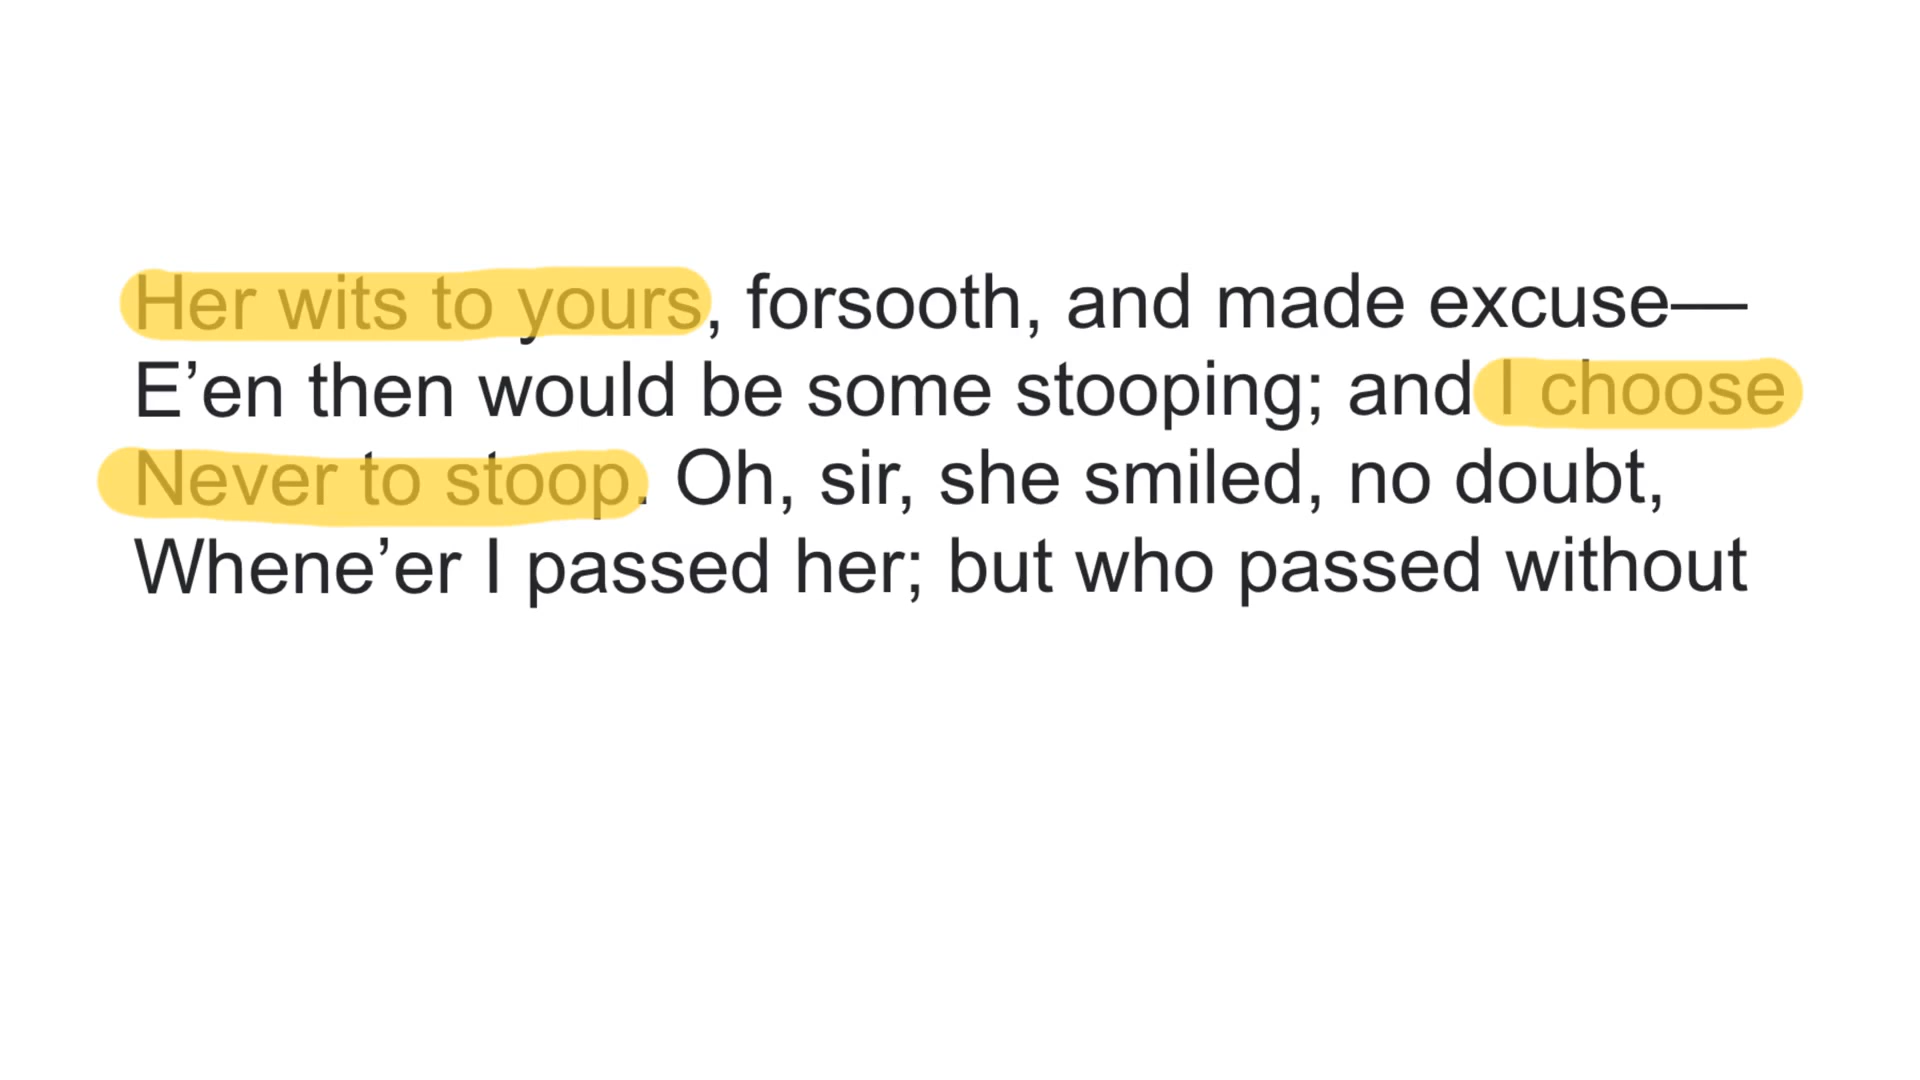 Her wits to yours, forsooth, and made excuse—
E’en then would be some stooping; and I choose
Never to stoop. Oh, sir, she smiled, no doubt,
Whene’er I passed her; but who passed without